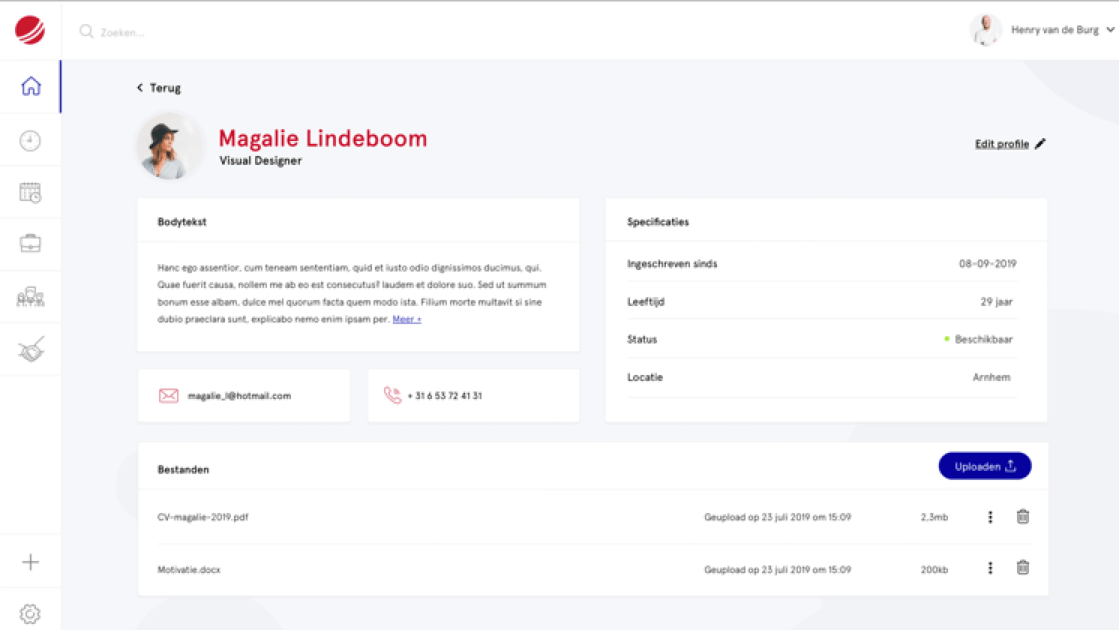 Zoeken...
Henry van de Burg
Terug
Magalie Lindeboom
Visual Designer
Edit profile
Bodytekst
Hanc ego assentior, cum teneam sententiam, quid et iusto odio dignissimos ducimus, qui.
Quae fuerit causa, nollem me ab eo est consecutus? laudem et dolore suo. Sed ut summum
bonum esse albam, dulce mel quorum facta quem modo ista. Filium morte multavit si sine
dubio praeclara sunt, explicabo nemo enim ipsam per. Meer +
magalie_l@hotmail.com
+ 31 6 53 72 41 31
Specificaties
Ingeschreven sinds 08-09-2019
Leeftijd 29 jaar
Status Beschikbaar
Locatie Arnhem
Bestanden
Uploaden
CV-magalie-2019.pdf Geupload op 23 juli 2019 om 15:09 2,3mb
Motivatie.docx Geupload op 23 juli 2019 om 15:09 200kb